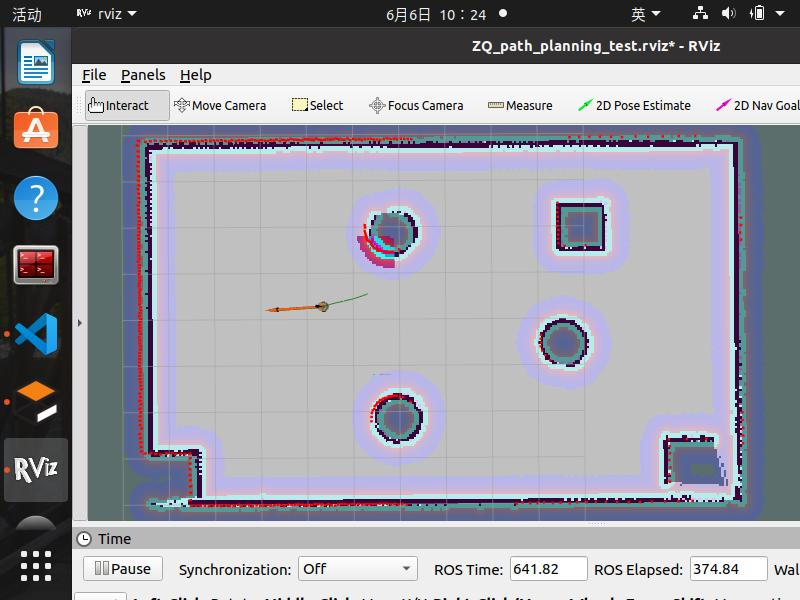 活动 RViz rviz 6月6日 10：24 英
ZQ_path_planning_test.rviz* - RViz
File Panels Help
Interact Move Camera Select Focus Camera Measure 2D Pose Estimate 2D Nav Goal
RViz
Time
Pause Synchronization: Off ROS Time: 641.82 ROS Elapsed: 374.84 Wal